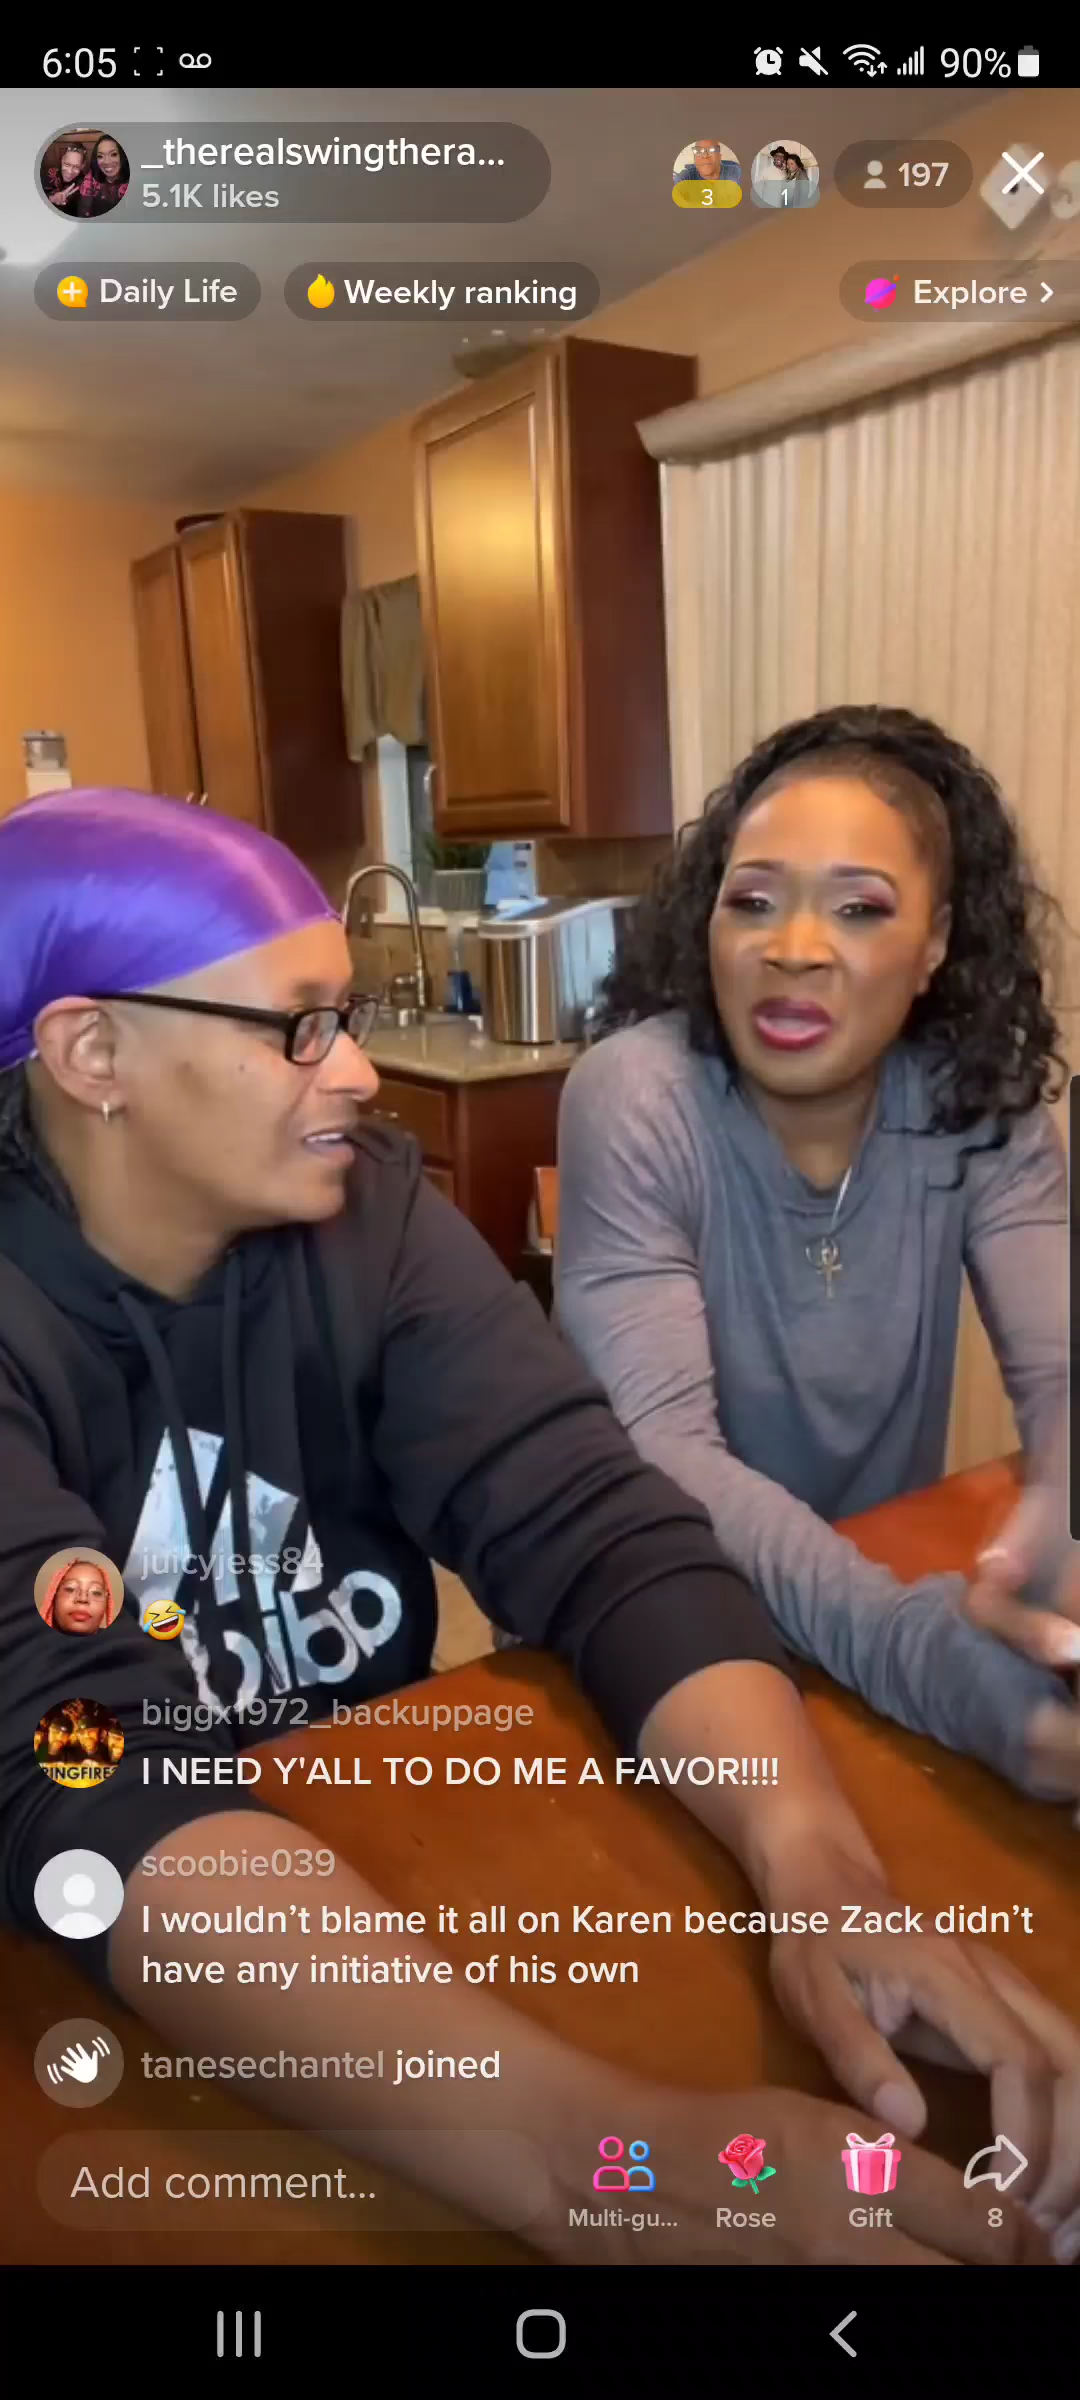 6:05
90%
_therealswingthera...
5.1K likes
3
1
197
Daily Life
Weekly ranking
Explore >
juicyjess84
🤣
biggx1972_backuppage
I NEED Y'ALL TO DO ME A FAVOR!!!!
scoobie039
I wouldn’t blame it all on Karen because Zack didn’t
have any initiative of his own
tanesechantel joined
Add comment...
Multi-gu...
Rose
Gift
8